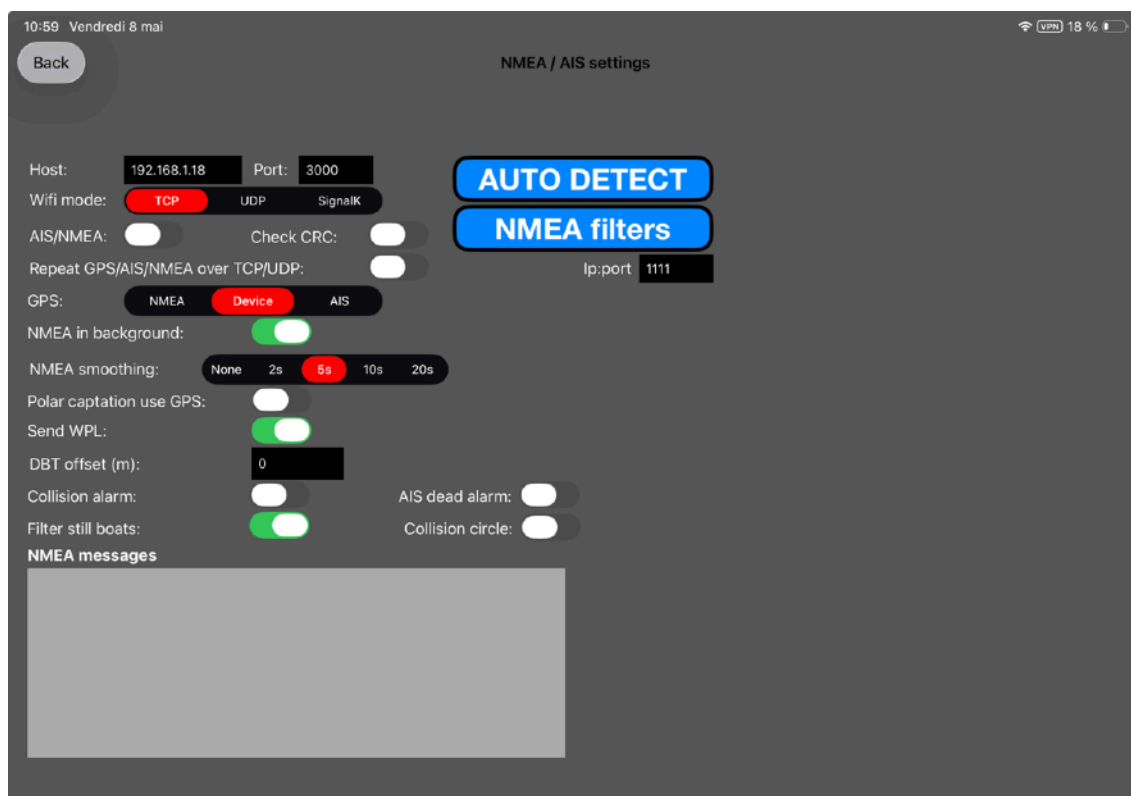 10:59 Vendredi 8 mai VPN 18 %
Back NMEA / AIS settings
Host: 192.168.1.18 Port: 3000 AUTO DETECT
Wifi mode: TCP UDP SignalK NMEA filters
AIS/NMEA: Check CRC:
Repeat GPS/AIS/NMEA over TCP/UDP: Ip:port 1111
GPS: NMEA Device AIS
NMEA in background:
NMEA smoothing: None 2s 5s 10s 20s
Polar captation use GPS:
Send WPL:
DBT offset (m): 0
Collision alarm: AIS dead alarm:
Filter still boats: Collision circle:
NMEA messages